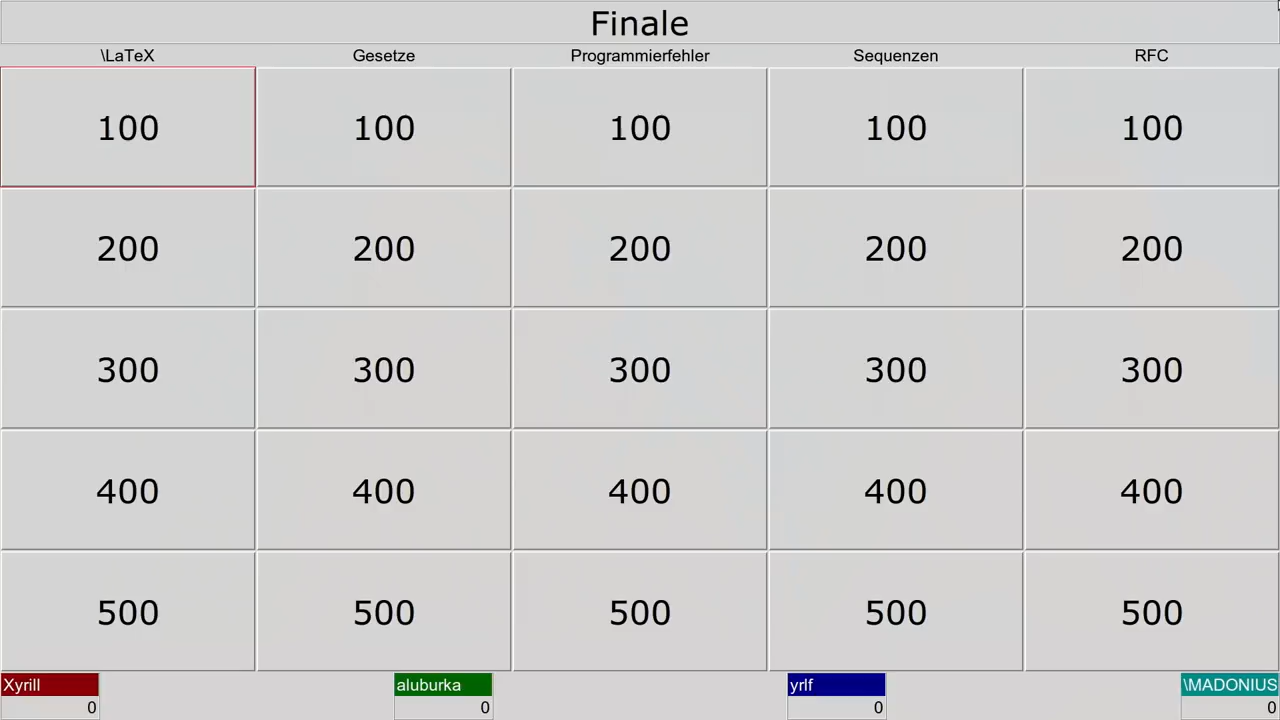 Finale
\LaTeX Gesetze Programmierfehler Sequenzen RFC
100 100 100 100 100
200 200 200 200 200
300 300 300 300 300
400 400 400 400 400
500 500 500 500 500
Xyrill aluburka yrlf \MADONIUS
0 0 0 0